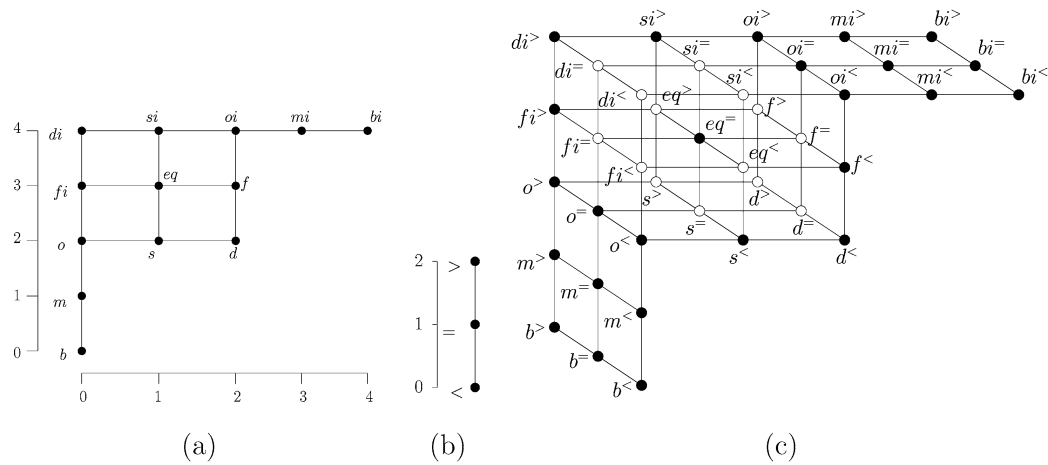 si> oi> mi> bi>
di> si= oi= mi= bi=
di= si< oi< mi< bi<
di< eq> f>
fi> eq= f=
fi= eq< f<
fi<
o> s> d>
o= s= d=
o< s< d<
m>
m=
m<
b>
b=
b<
4 di si oi mi bi
3 fi eq f
2 o s d
1 m
0 b
0 1 2 3 4
2 >
1 =
0 <
(a) (b) (c)